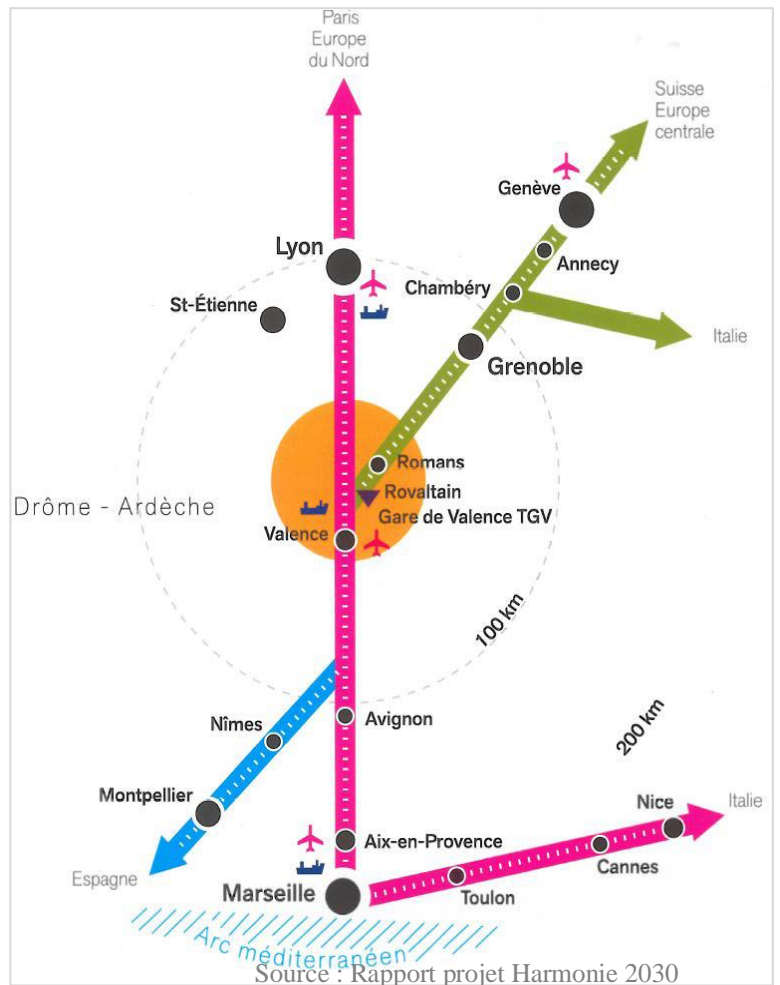 Paris
Europe
du Nord
Suisse
Europe
centrale
Genève
Lyon
Annecy
Chambéry
St-Étienne
Italie
Grenoble
Romans
Drôme - Ardèche
Rovaltain
Gare de Valence TGV
Valence
100 km
Avignon
Nîmes
200 km
Montpellier
Nice
Italie
Aix-en-Provence
Cannes
Espagne
Marseille
Toulon
Arc méditerranéen
Source : Rapport projet Harmonie 2030